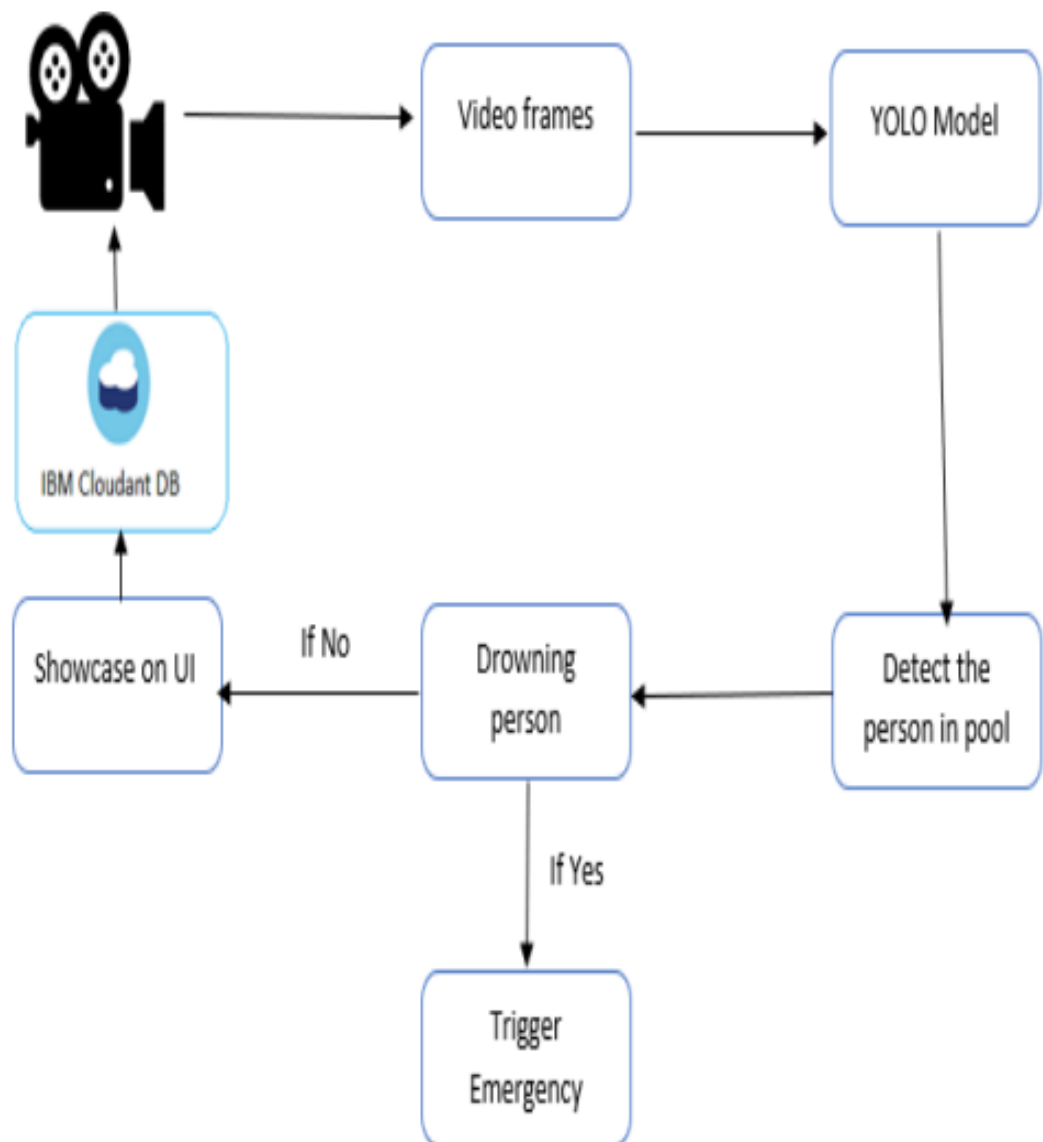 Video frames
YOLO Model
IBM Cloudant DB
Showcase on UI
If No
Drowning
person
Detect the
person in pool
If Yes
Trigger
Emergency